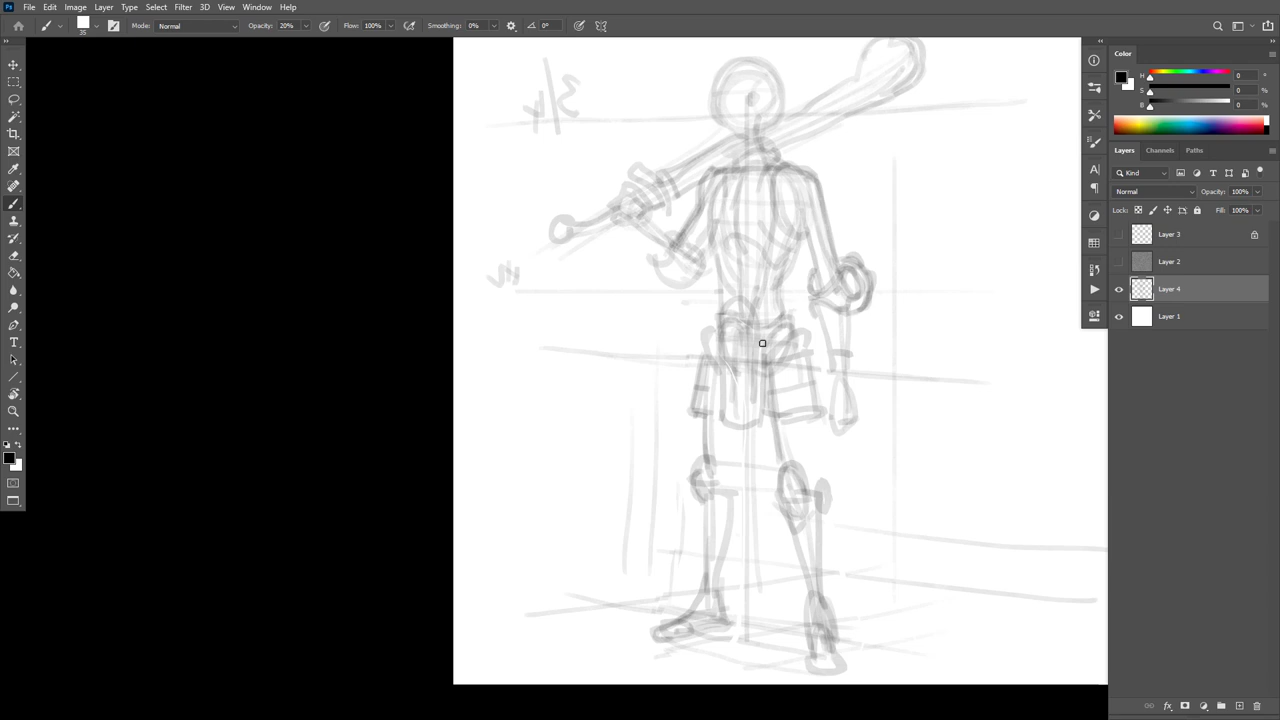 Ps File Edit Image Layer Type Select Filter 3D View Window Help
35 Mode: Normal Opacity: 20% Flow: 100% Smoothing: 0% 0°
Color
H 0 °
S 0 %
B 0 %
Layers Channels Paths
Kind
Normal Opacity: 100%
Lock: Fill: 100%
Layer 3
Layer 2
Layer 4
Layer 1